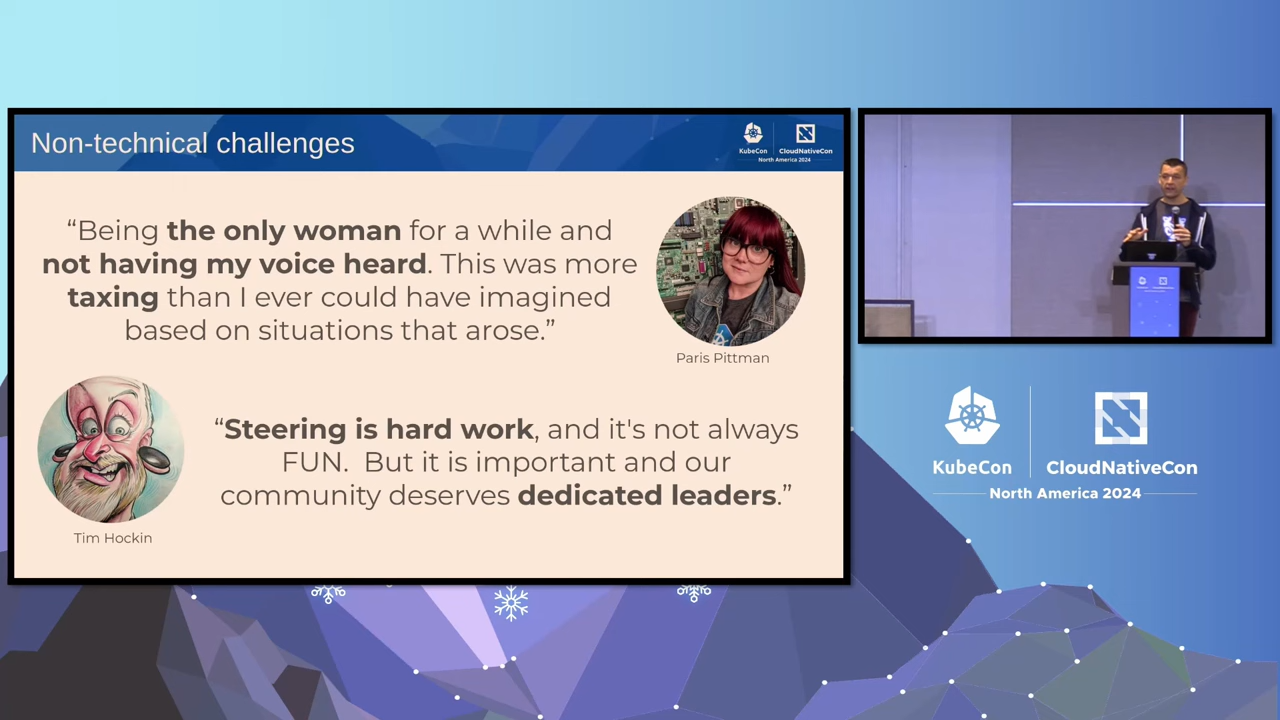 Non-technical challenges
KubeCon
CloudNativeCon
North America 2024
“Being the only woman for a while and
not having my voice heard. This was more
taxing than I ever could have imagined
based on situations that arose.”
Paris Pittman
“Steering is hard work, and it's not always
FUN.  But it is important and our
community deserves dedicated leaders.”
Tim Hockin
KubeCon
CloudNativeCon
North America 2024